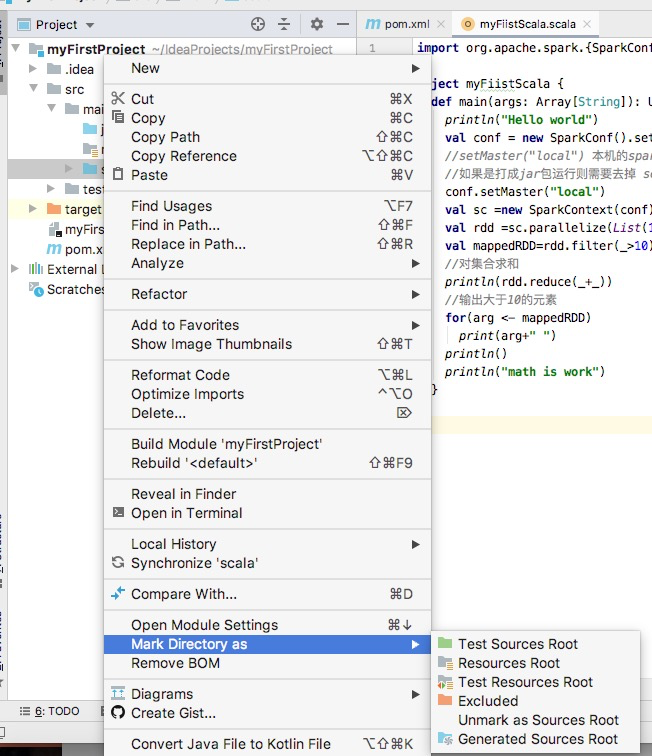 Project
pom.xml
myFiistScala.scala
myFirstProject ~/IdeaProjects/myFirstProject
.idea
src
target
pom.x
External L
Scratches
New
Cut ⌘X
Copy ⌘C
Copy Path ⇧⌘C
Copy Reference ⌥⇧⌘C
Paste ⌘V
Find Usages ⌥F7
Find in Path... ⇧⌘F
Replace in Path... ⇧⌘R
Analyze
Refactor
Add to Favorites
Show Image Thumbnails ⇧⌘T
Reformat Code ⌥⌘L
Optimize Imports ^⌥O
Delete... ⌦
Build Module 'myFirstProject'
Rebuild '<default>' ⇧⌘F9
Reveal in Finder
Open in Terminal
Local History
Synchronize 'scala'
Compare With... ⌘D
Open Module Settings ⌘↓
Mark Directory as
Remove BOM
Diagrams
Create Gist...
Convert Java File to Kotlin File ⌥⇧⌘K
Test Sources Root
Resources Root
Test Resources Root
Excluded
Unmark as Sources Root
Generated Sources Root
1
import org.apache.spark.{SparkConf
ject myFiistScala {
def main(args: Array[String]): U
println("Hello world")
val conf = new SparkConf().set
//setMaster("local") 本机的spar
//如果是打成jar包运行则需要去掉 se
conf.setMaster("local")
val sc =new SparkContext(conf)
val rdd =sc.parallelize(List(1
val mappedRDD=rdd.filter(_>10)
//对集合求和
println(rdd.reduce(_+_))
//输出大于10的元素
for(arg <- mappedRDD)
print(arg+" ")
println()
println("math is work")
}
6: TODO